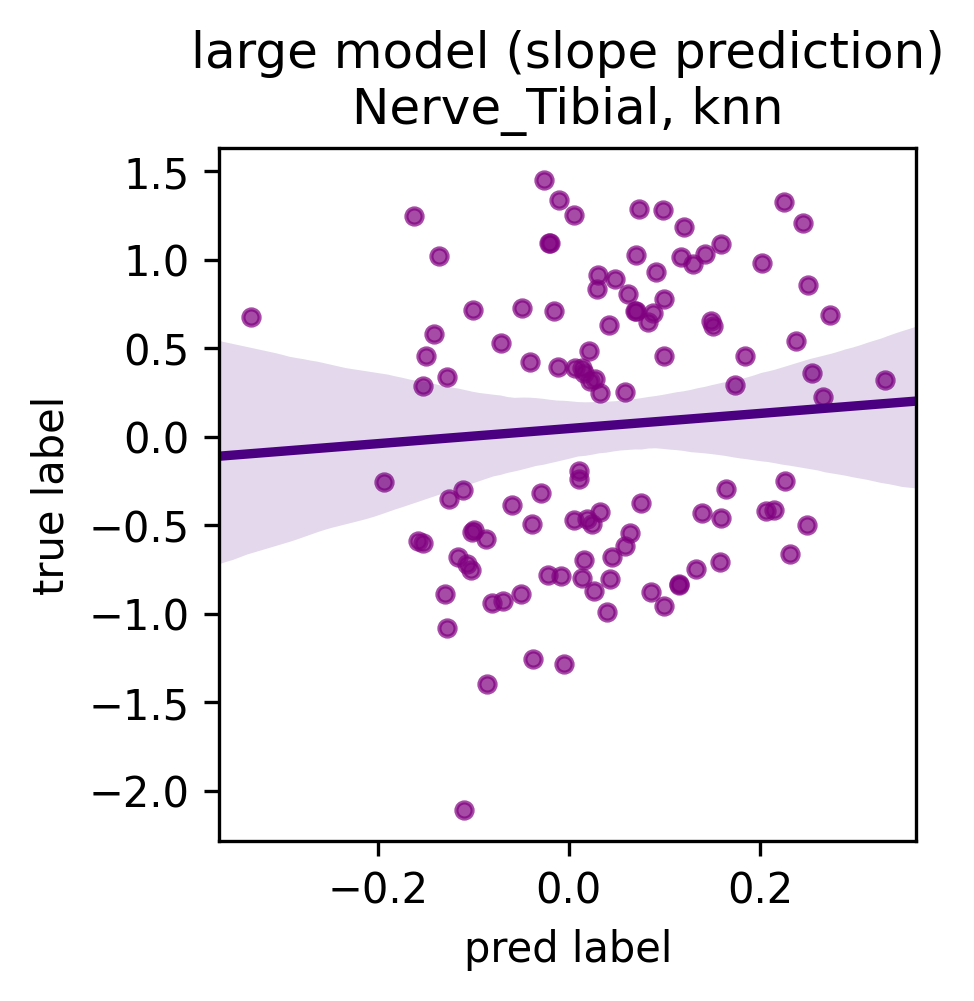 large model (slope prediction)
Nerve_Tibial, knn
1.5
1.0
0.5
0.0
−0.5
−1.0
−1.5
−2.0
true label
−0.2
0.0
0.2
pred label